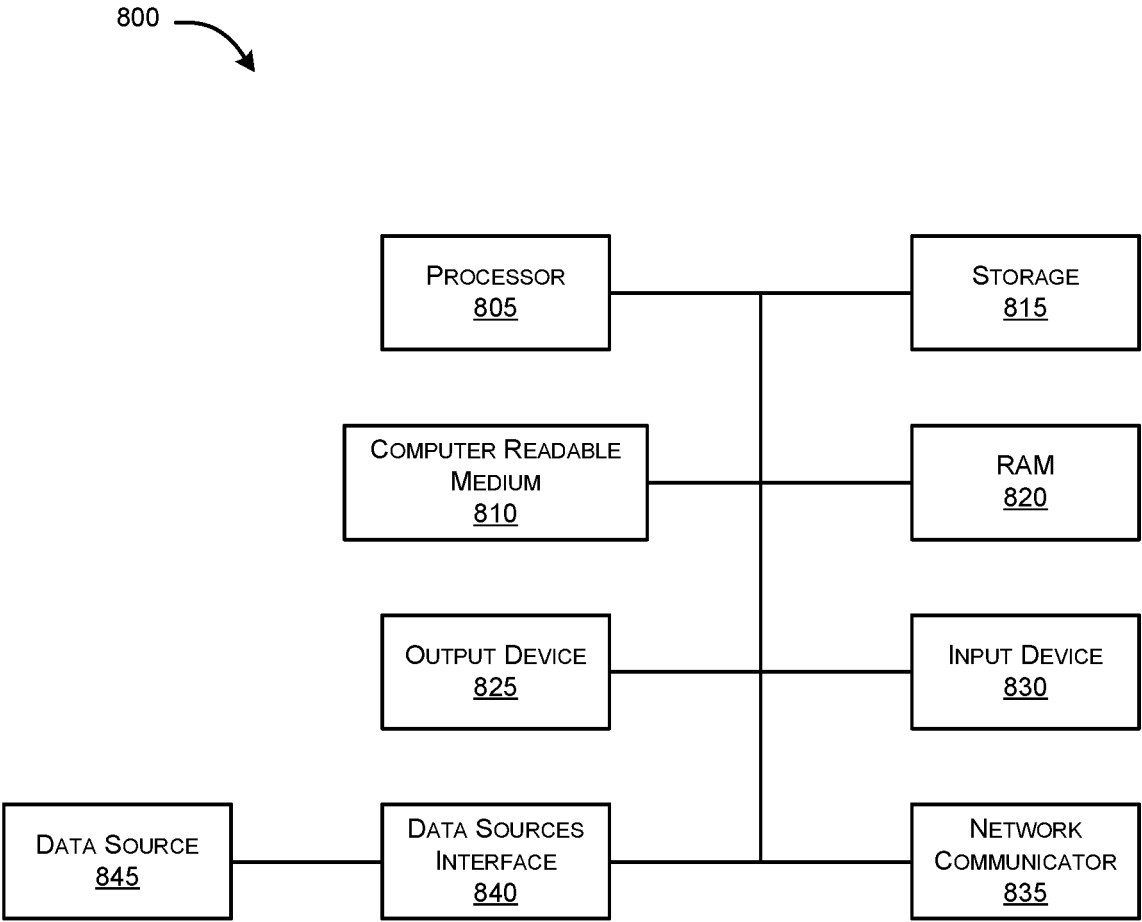 800
PROCESSOR
805
STORAGE
815
COMPUTER READABLE
MEDIUM
810
RAM
820
OUTPUT DEVICE
825
INPUT DEVICE
830
DATA SOURCE
845
DATA SOURCES
INTERFACE
840
NETWORK
COMMUNICATOR
835